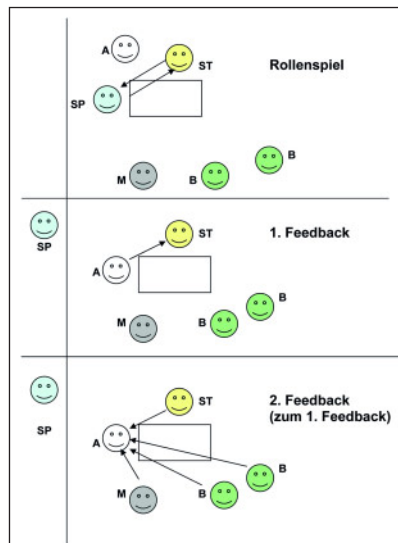 A
ST
Rollenspiel
SP
B
M
B
SP
ST
1. Feedback
A
B
M
B
ST
2. Feedback
(zum 1. Feedback)
SP
A
B
M
B